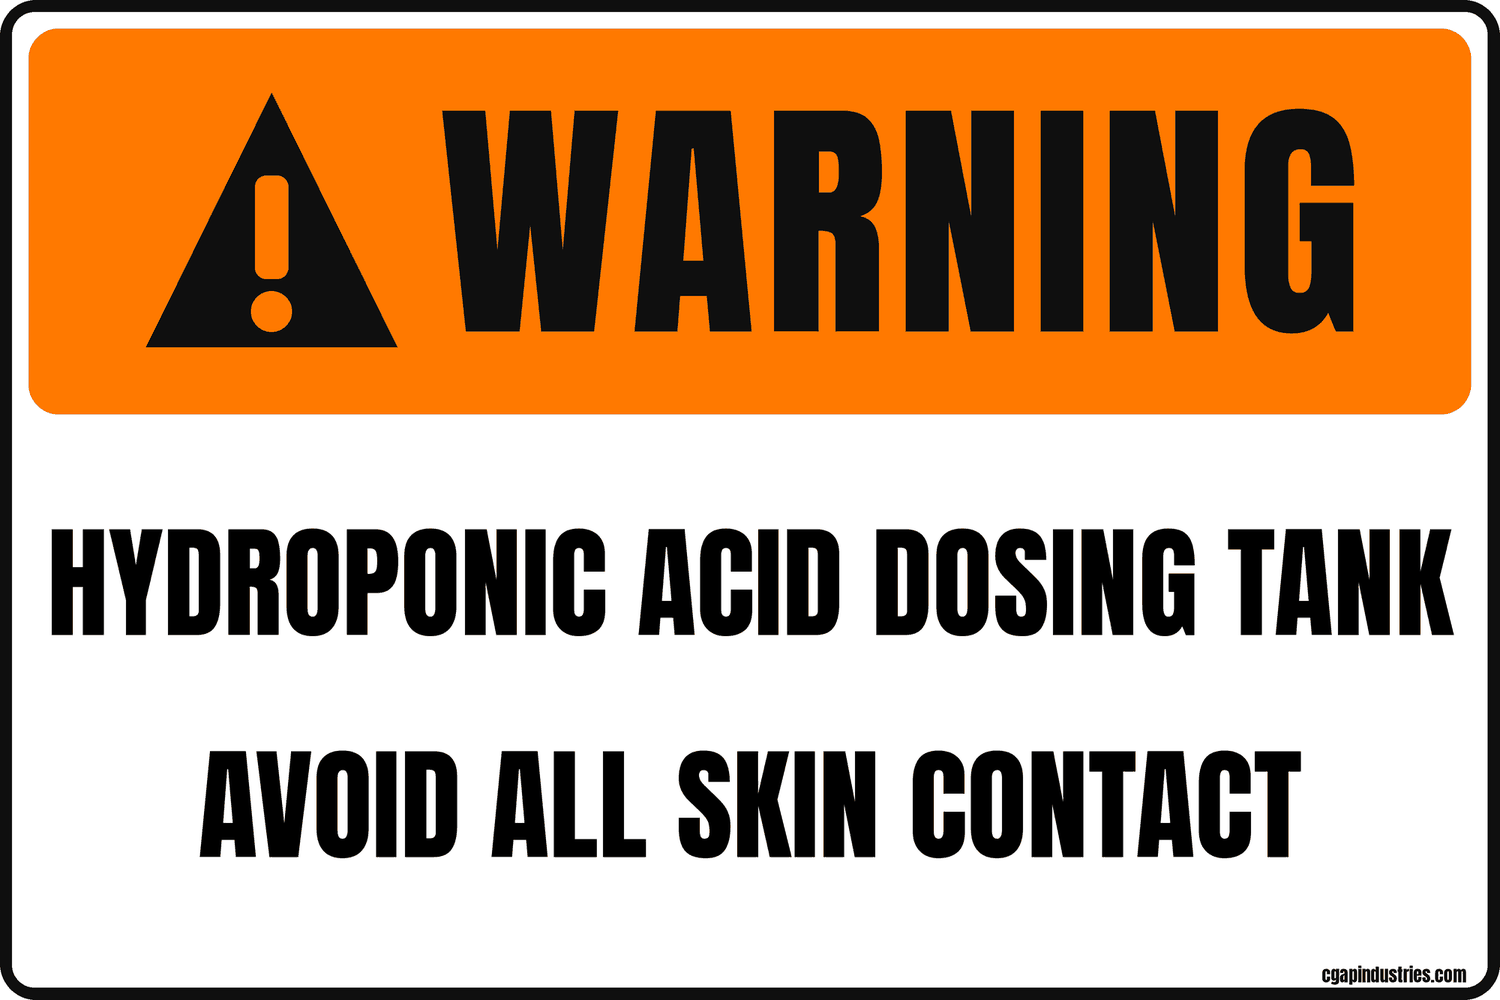 WARNING
HYDROPONIC ACID DOSING TANK
AVOID ALL SKIN CONTACT
cgapindustries.com